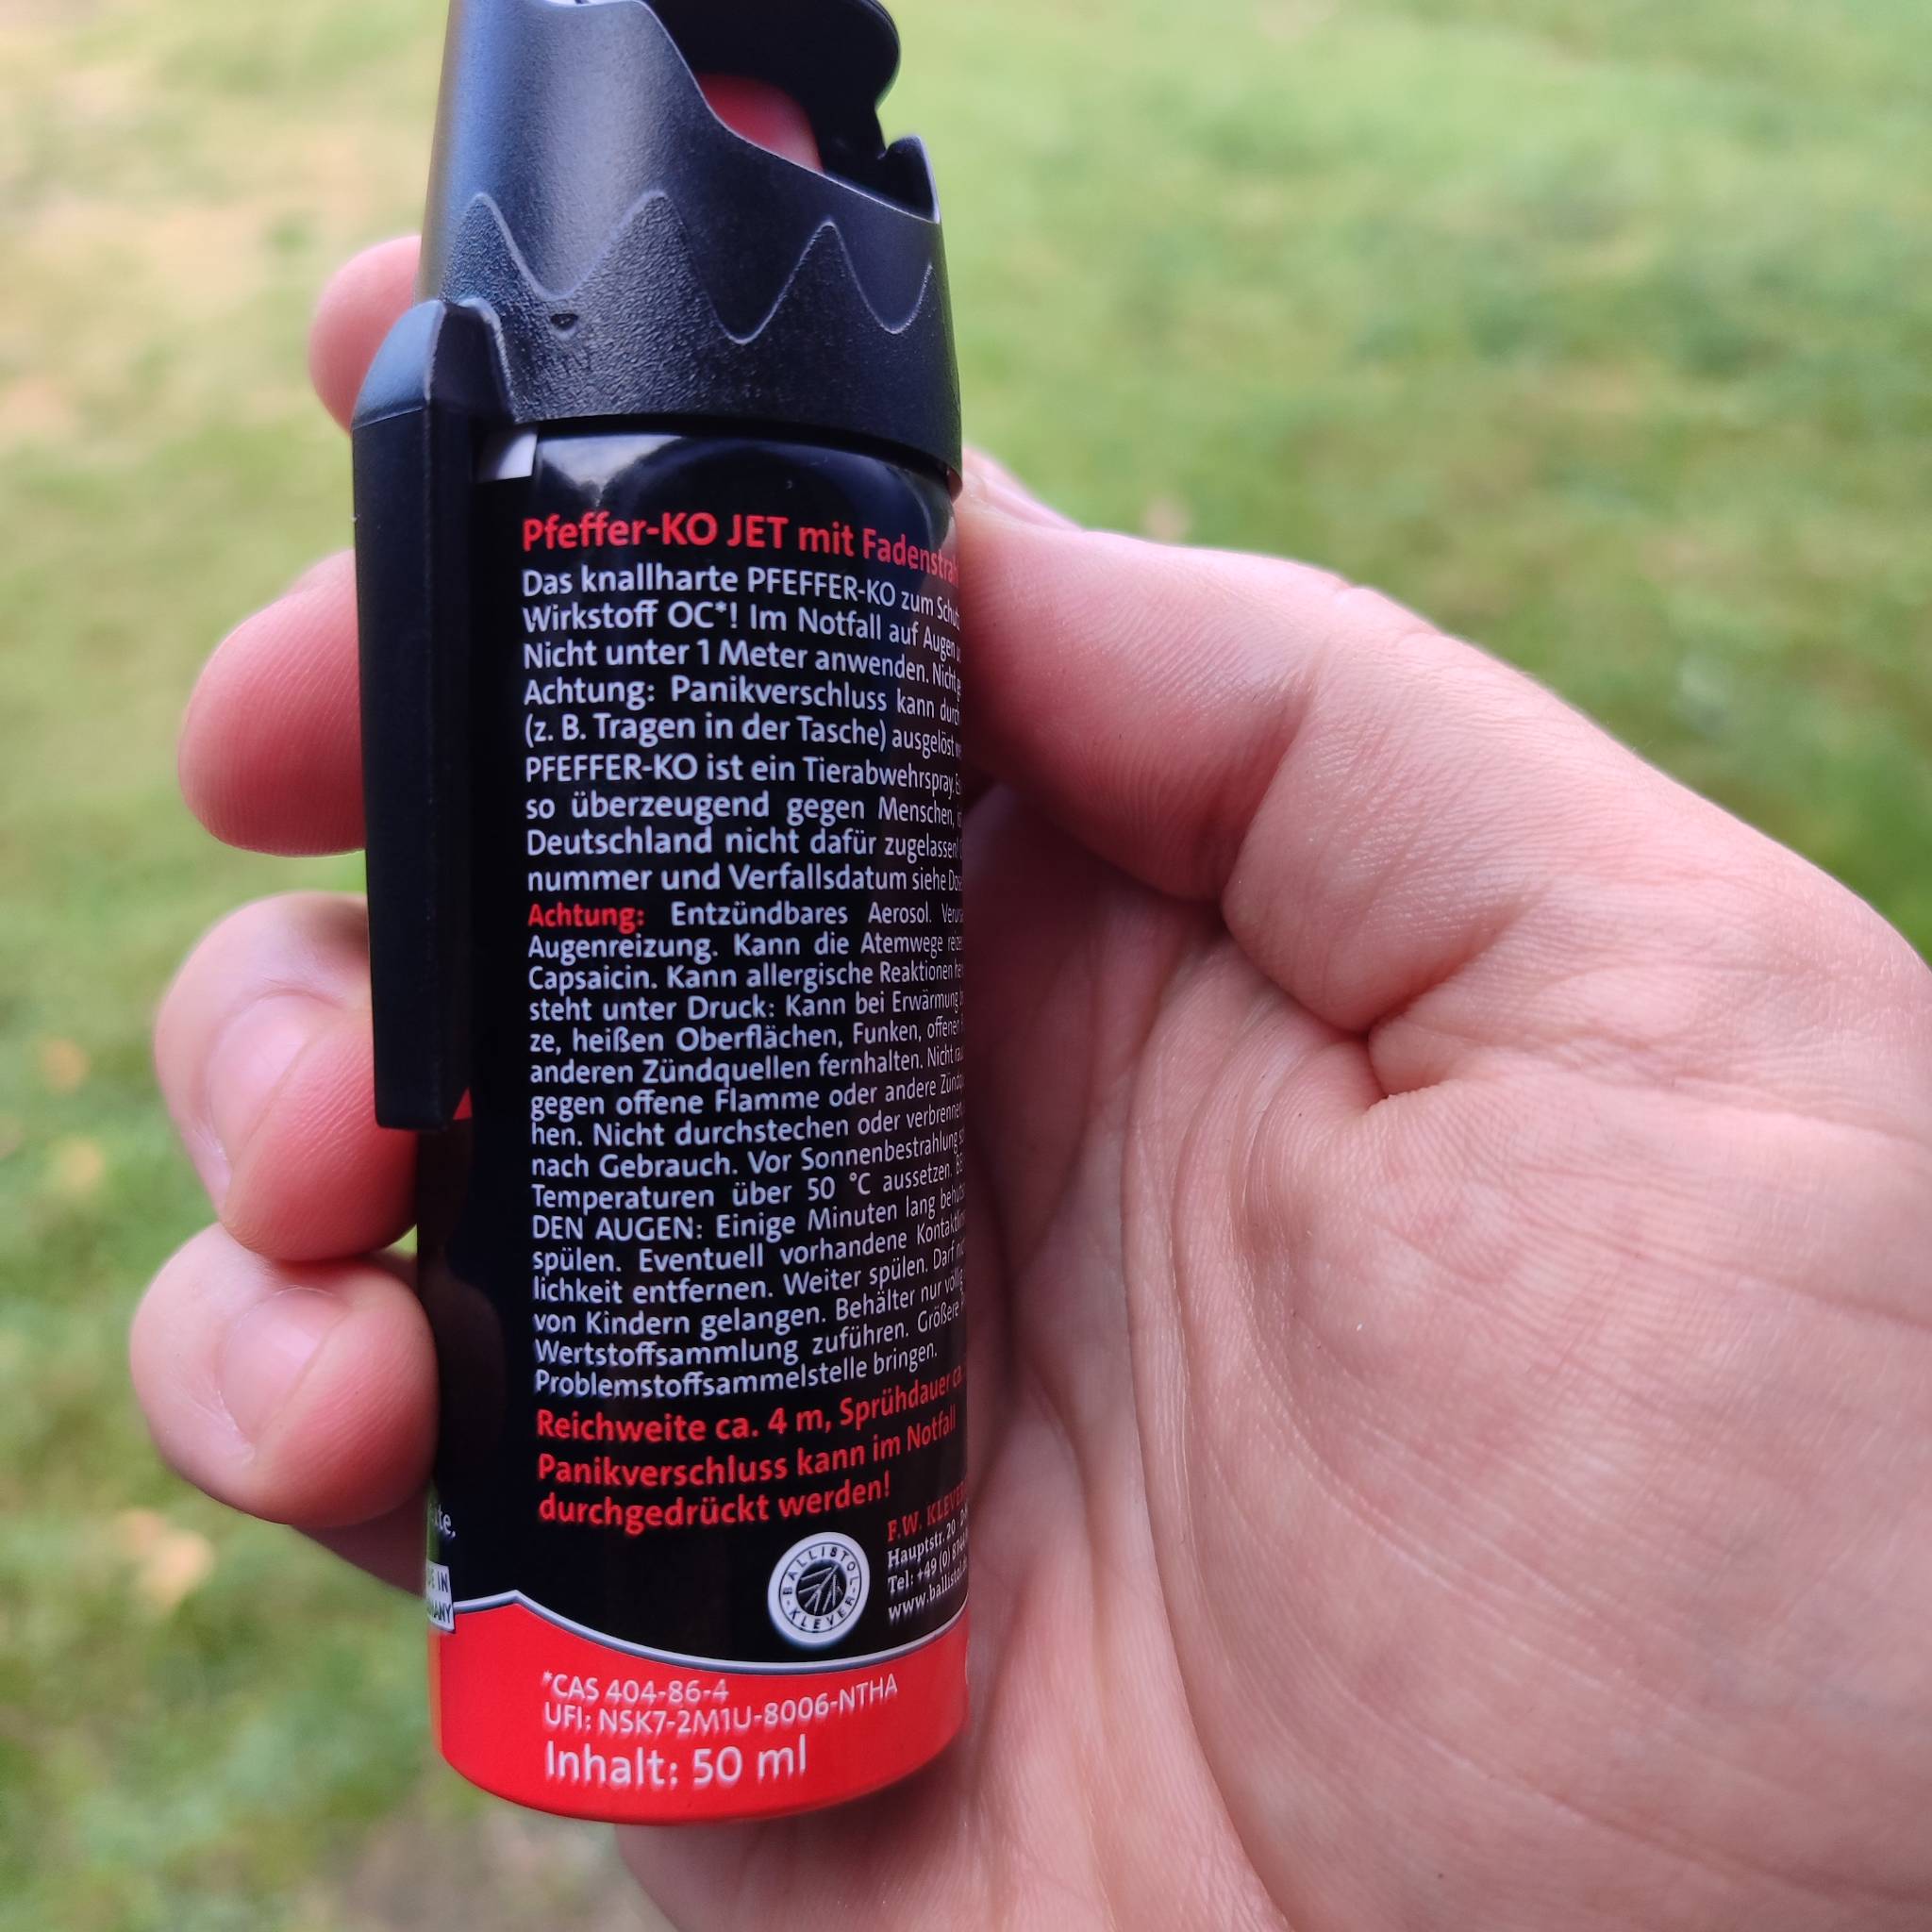 Pfeffer-KO JET mit
Das knallharte PFEFFER-KO zum
Wirkstoff OC*! Im Notfall auf Augen
Nicht unter 1 Meter anwenden. Nicht
Achtung: Panikverschluss kann
(z. B. Tragen in der Tasche) ausgelöst
PFEFFER-KO ist ein Tierabwehrspray.
so überzeugend gegen Menschen,
Deutschland nicht dafür zugelassen!
nummer und Verfallsdatum siehe
Achtung: Entzündbares Aerosol.
Augenreizung. Kann die Atemwege
Capsaicin. Kann allergische Reaktionen
steht unter Druck: Kann bei Erwärmung
ze, heißen Oberflächen, Funken, offenen
anderen Zündquellen fernhalten. Nicht
gegen offene Flamme oder andere
hen. Nicht durchstechen oder verbrennen,
nach Gebrauch. Vor Sonnenbestrahlung
Temperaturen über 50 °C aussetzen.
DEN AUGEN: Einige Minuten lang
spülen. Eventuell vorhandene
lichkeit entfernen. Weiter spülen. Darf
von Kindern gelangen. Behälter nur
Wertstoffsammlung zuführen. Größere
Problemstoffsammelstelle bringen.
Reichweite ca. 4 m, Sprühdauer ca.
Panikverschluss kann im Notfall
durchgedrückt werden!
F.W. KLEVER
Hauptstr. 20
Tel: +49 (0)
BALLISTOL
KLEVER
IN
*CAS 404-86-4
UFI: NSK7-2M1U-8006-NTHA
Inhalt: 50 ml